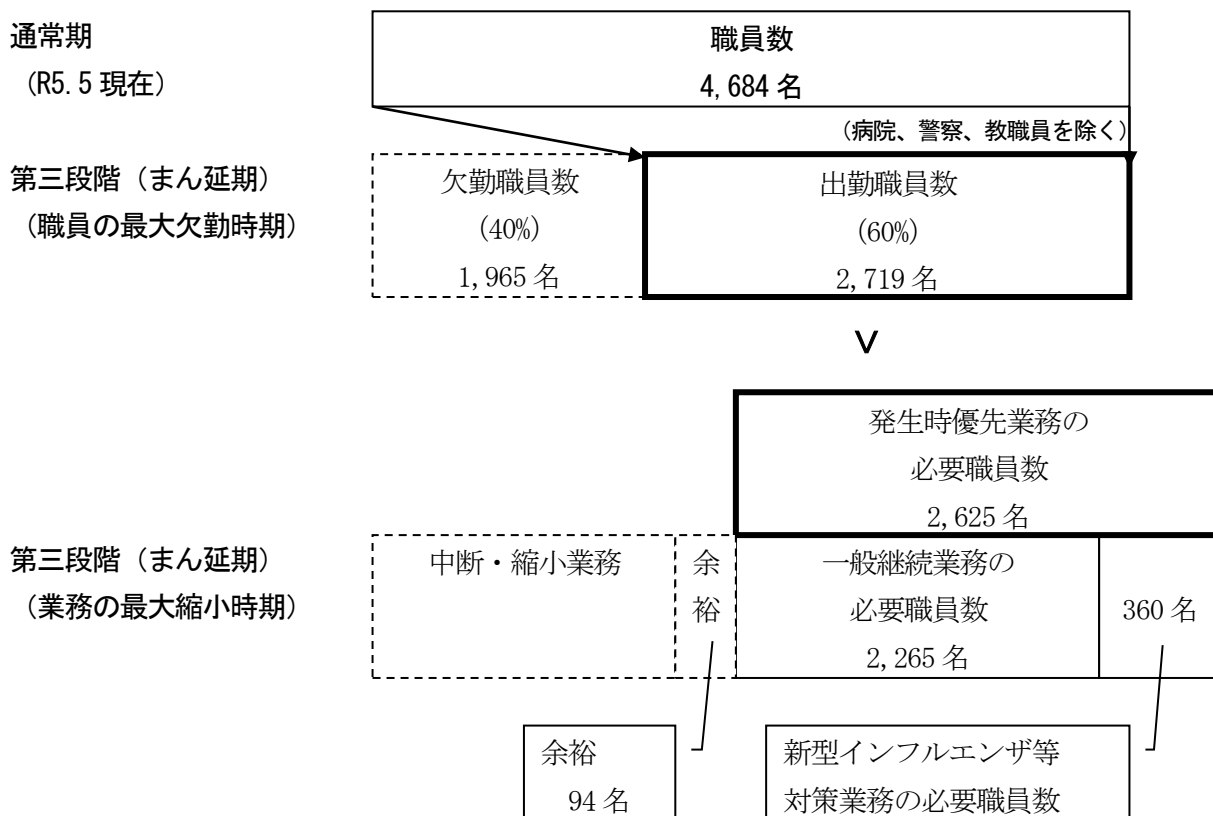 通常期
（R5.5 現在）
職員数
4,684 名
（病院、警察、教職員を除く）
第三段階（まん延期）
（職員の最大欠勤時期）
欠勤職員数
(40%)
1,965 名
出勤職員数
(60%)
2,719 名
∨
発生時優先業務の
必要職員数
2,625 名
第三段階（まん延期）
（業務の最大縮小時期）
中断・縮小業務
余
裕
一般継続業務の
必要職員数
2,265 名
360 名
余裕
94 名
新型インフルエンザ等
対策業務の必要職員数